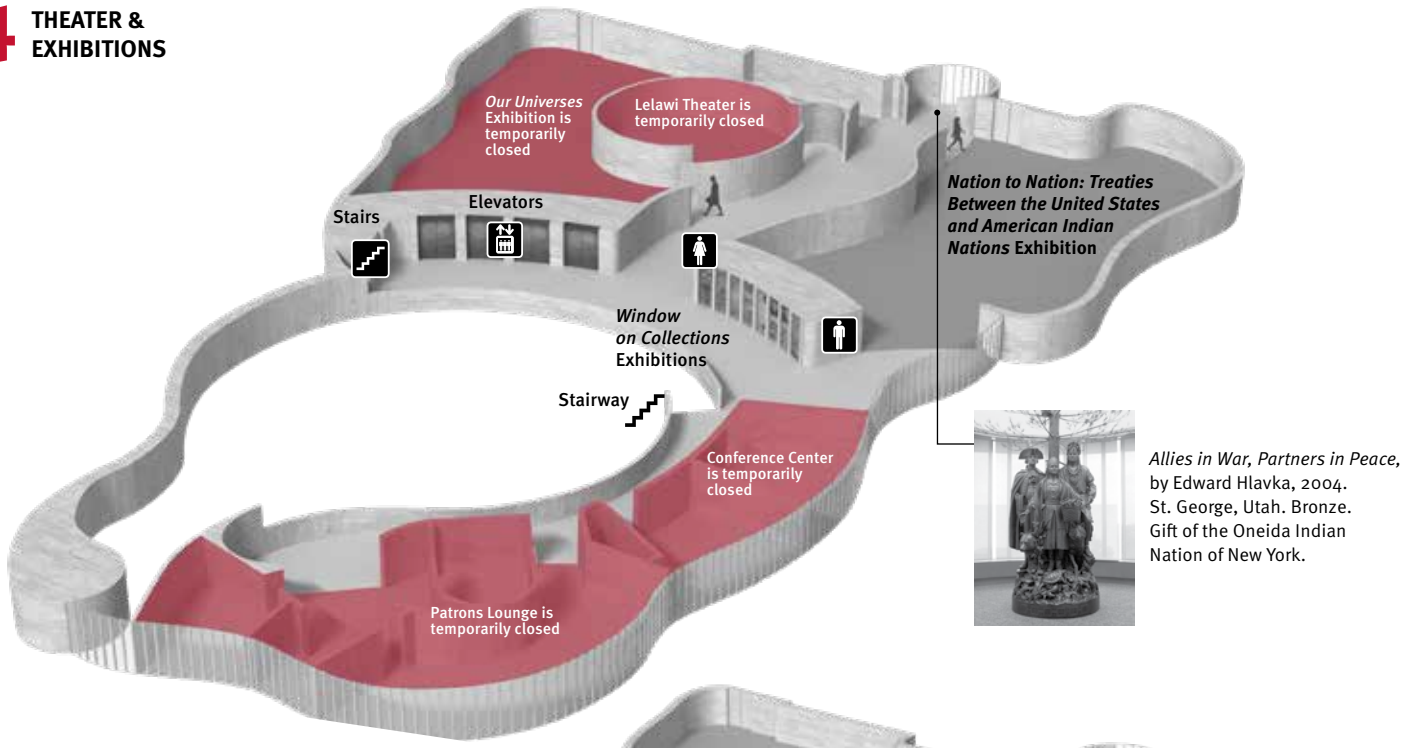 4
THEATER &
EXHIBITIONS
Our Universes
Exhibition is
temporarily
closed
Lelawi Theater is
temporarily closed
Nation to Nation: Treaties
Between the United States
and American Indian
Nations Exhibition
Stairs
Elevators
Window
on Collections
Exhibitions
Stairway
Conference Center
is temporarily
closed
Allies in War, Partners in Peace,
by Edward Hlavka, 2004.
St. George, Utah. Bronze.
Gift of the Oneida Indian
Nation of New York.
Patrons Lounge is
temporarily closed